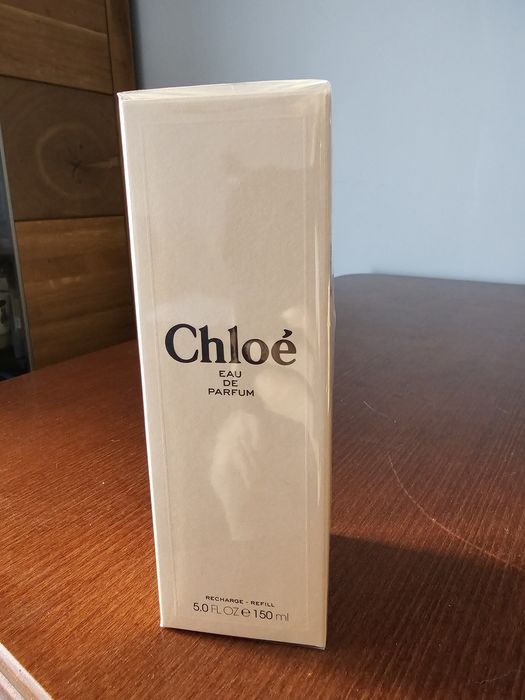 Chloé
EAU
DE
PARFUM
RECHARGE - REFILL
5.0 FL OZ ℮ 150 ml